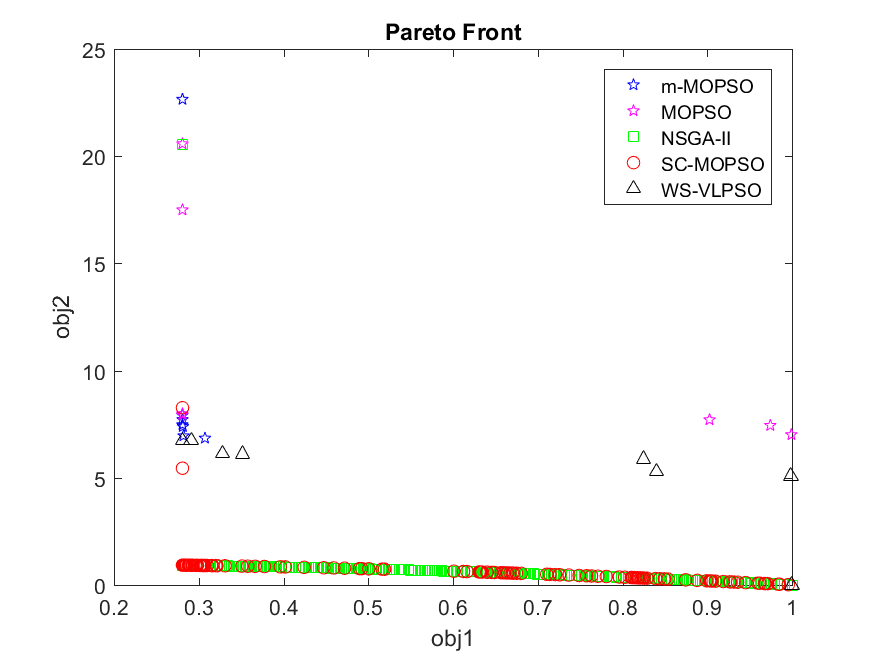 Pareto Front
25
20
15
10
5
0
obj2
0.2 0.3 0.4 0.5 0.6 0.7 0.8 0.9 1
obj1
m-MOPSO
MOPSO
NSGA-II
SC-MOPSO
WS-VLPSO